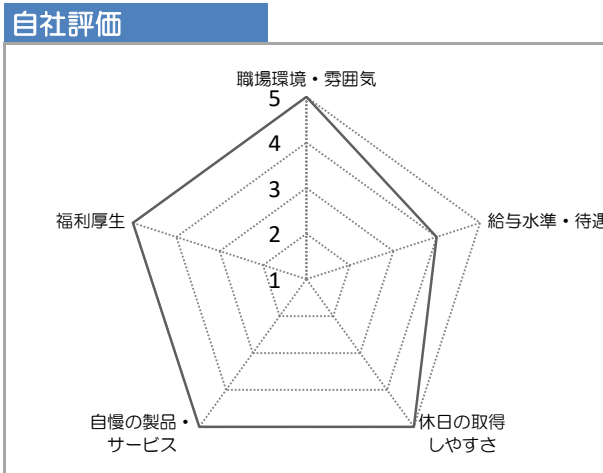 自社評価
職場環境・雰囲気
5
4
3
2
1
福利厚生
給与水準・待遇
自慢の製品・
サービス
休日の取得
しやすさ